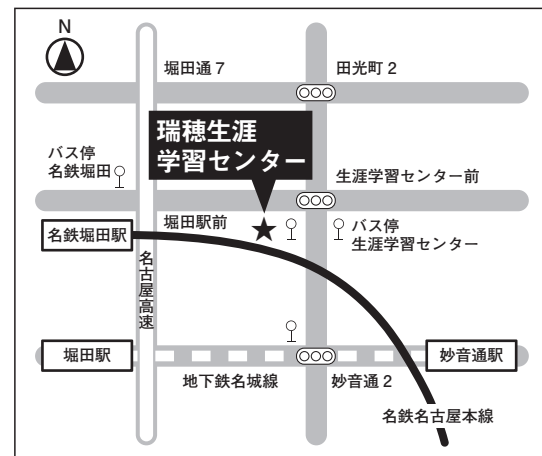 N
堀田通7
田光町2
瑞穂生涯
学習センター
バス停
名鉄堀田
生涯学習センター前
堀田駅前
名鉄堀田駅
バス停
生涯学習センター
名古屋高速
堀田駅
妙音通駅
地下鉄名城線
妙音通2
名鉄名古屋本線